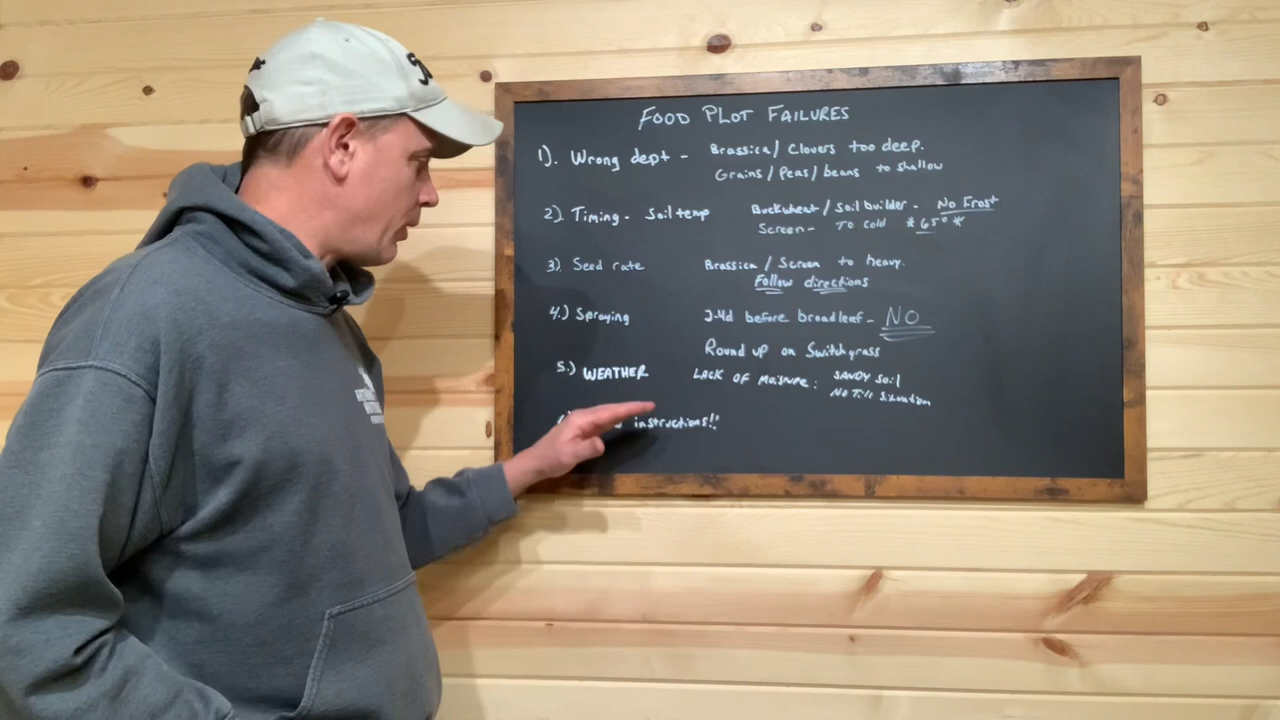 FOOD PLOT FAILURES
1). Wrong dept - Brassica/ Clovers too deep.
Grains/Peas/beans to shallow
2). Timing - Soil temp Buckwheat/Soil builder - No Frost
Screen - To Cold *65°*
3). Seed rate Brassica / Screen to heavy.
Follow directions
4.) Spraying 2-4d before broadleaf - NO
Round up on Switchgrass
5.) WEATHER LACK OF Moisture: SANDY Soil
No Till Situation
instructions!!